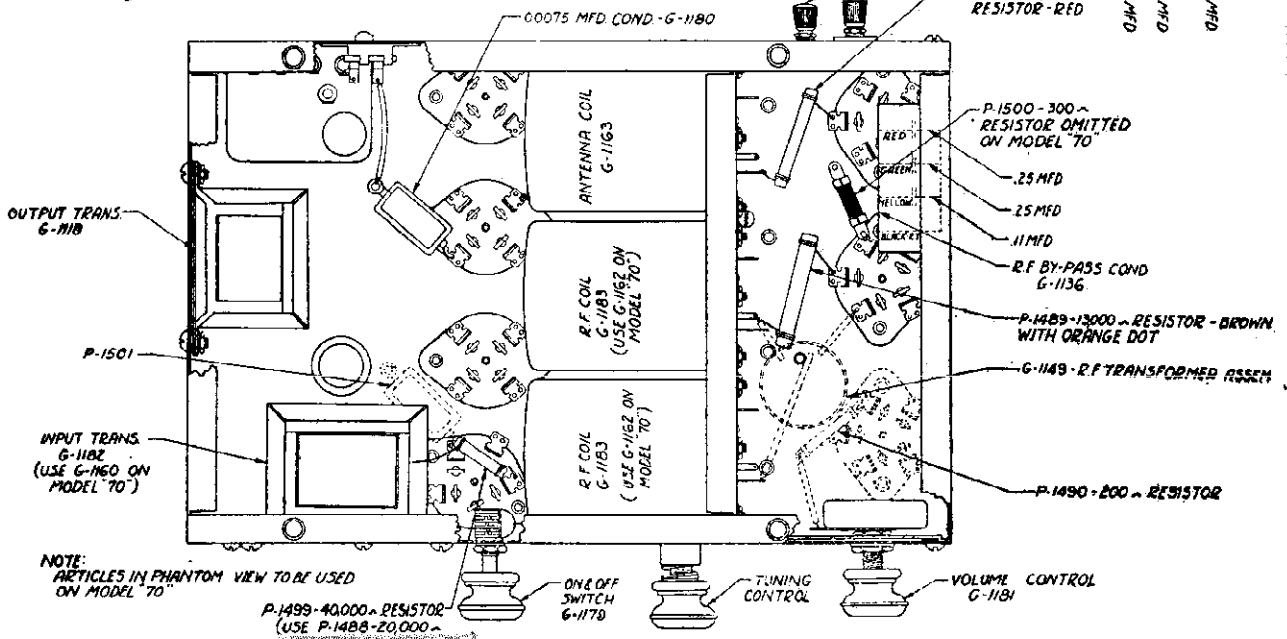 .00075 MFD. COND.-G-1180
RESISTOR-RED
MFD
MFD
MFD
ANTENNA COIL
G-1163
P-1500-300~
RESISTOR OMITTED
ON MODEL "70"
RED
GREEN
YELLOW
.25 MFD
.25 MFD
.11 MFD
R.F. BY-PASS COND
G-1136
OUTPUT TRANS.
G-1118
R.F. COIL
G-1183
(USE G-1162 ON
MODEL "70")
P-1489-13000~RESISTOR-BROWN
WITH ORANGE DOT
P-1501
G-1149-R.F TRANSFORMER ASSEM
INPUT TRANS.
G-1182
(USE G-1160 ON
MODEL "70")
R.F COIL
G-1183
(USE G-1162 ON
MODEL "70")
P-1490-200~RESISTOR
NOTE:
ARTICLES IN PHANTOM VIEW TO BE USED
ON MODEL "70"
P-1499-40,000~RESISTOR
(USE P-1488-20,000~
ON & OFF
SWITCH
G-1179
TUNING
CONTROL
VOLUME CONTROL
G-1181